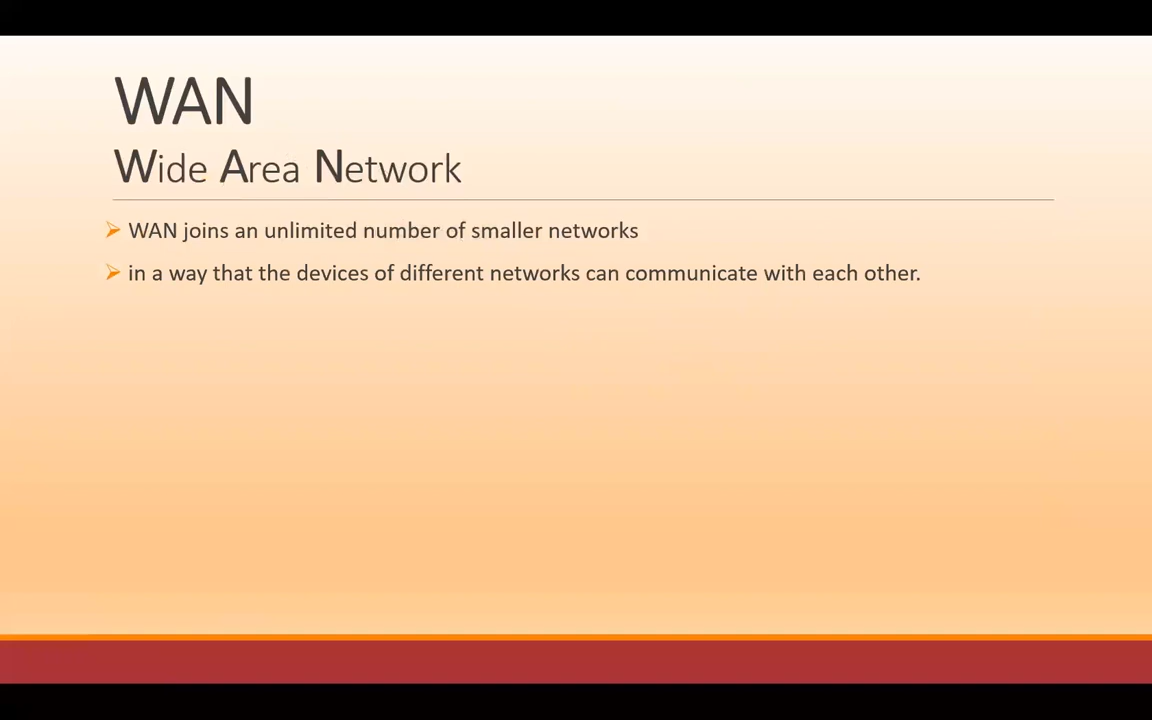 WAN
Wide Area Network
WAN joins an unlimited number of smaller networks
in a way that the devices of different networks can communicate with each other.